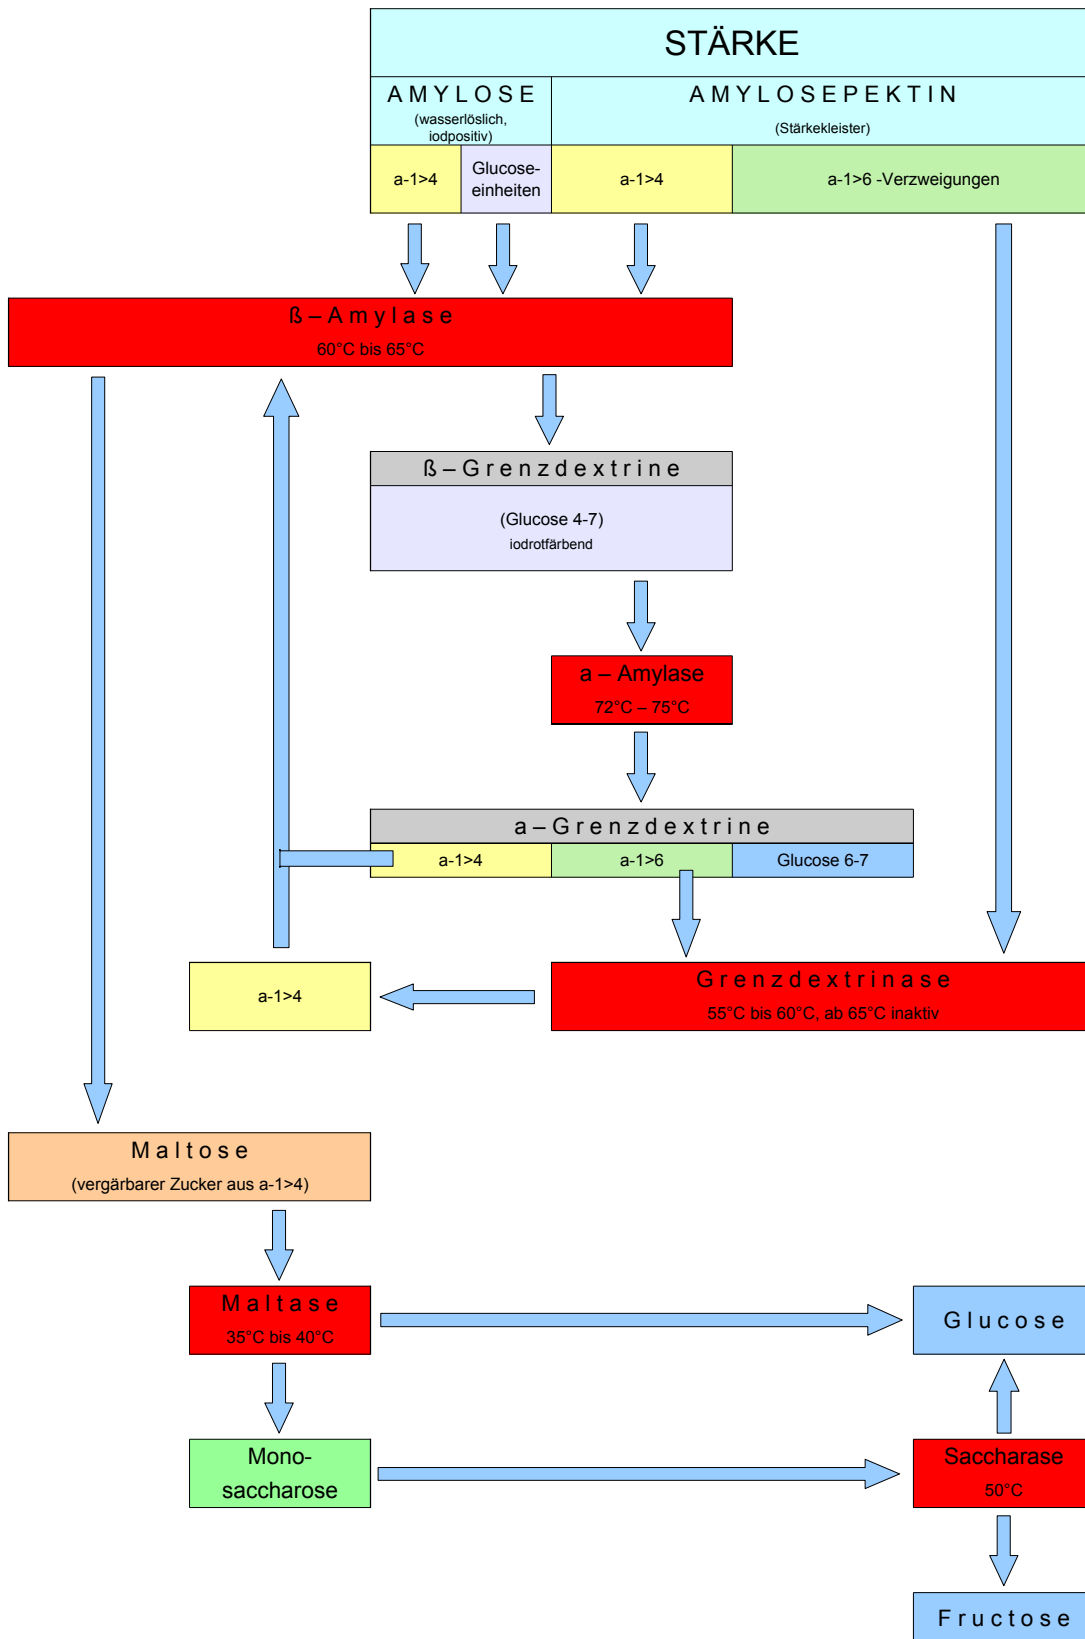 STÄRKE
AMYLOSE
(wasserlöslich,
iodpositiv)
AMYLOSEPEKTIN
(Stärkekleister)
a-1>4
Glucose-
einheiten
a-1>4
a-1>6 -Verzweigungen
ß – Amylase
60°C bis 65°C
ß – Grenzdextrine
(Glucose 4-7)
iodrotfärbend
a – Amylase
72°C – 75°C
a – Grenzdextrine
a-1>4
a-1>6
Glucose 6-7
a-1>4
Grenzdextrinase
55°C bis 60°C, ab 65°C inaktiv
Maltose
(vergärbarer Zucker aus a-1>4)
Maltase
35°C bis 40°C
Glucose
Mono-
saccharose
Saccharase
50°C
Fructose